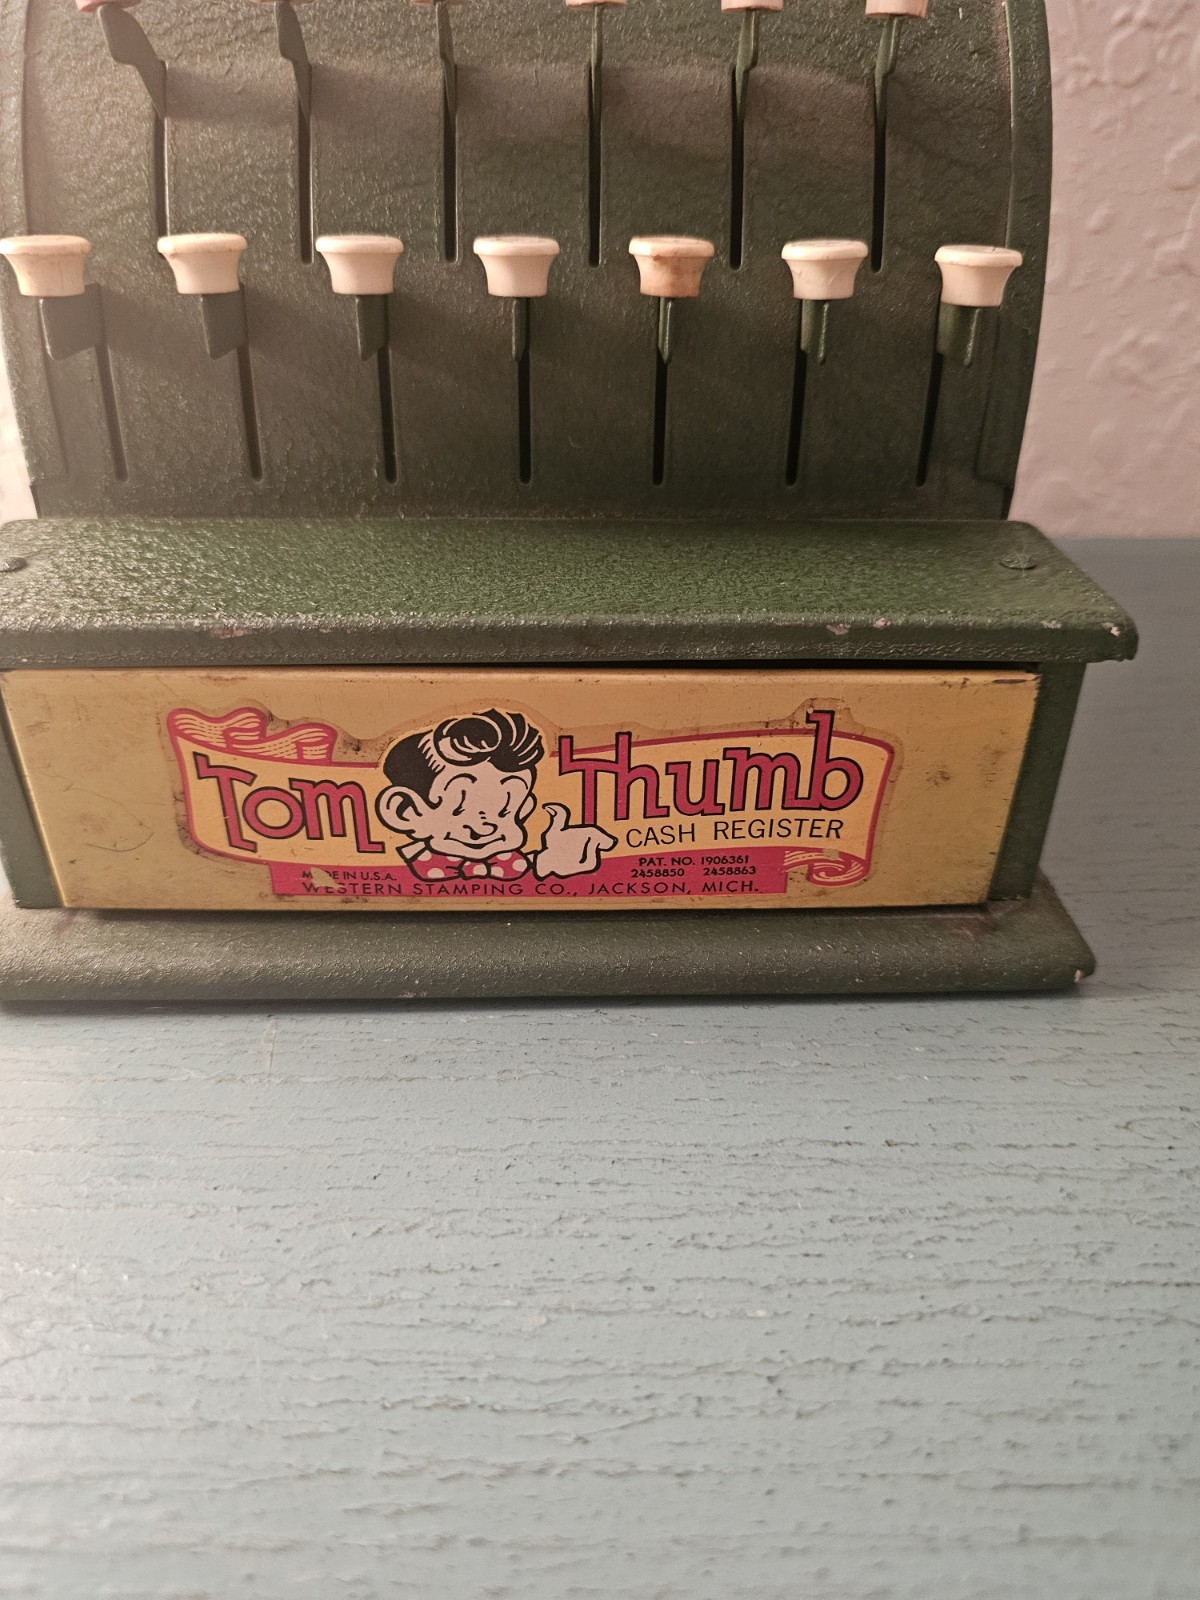 Tom Thumb
CASH REGISTER
PAT. NO. 1906361
2458850 2458863
MADE IN U.S.A.
WESTERN STAMPING CO., JACKSON, MICH.